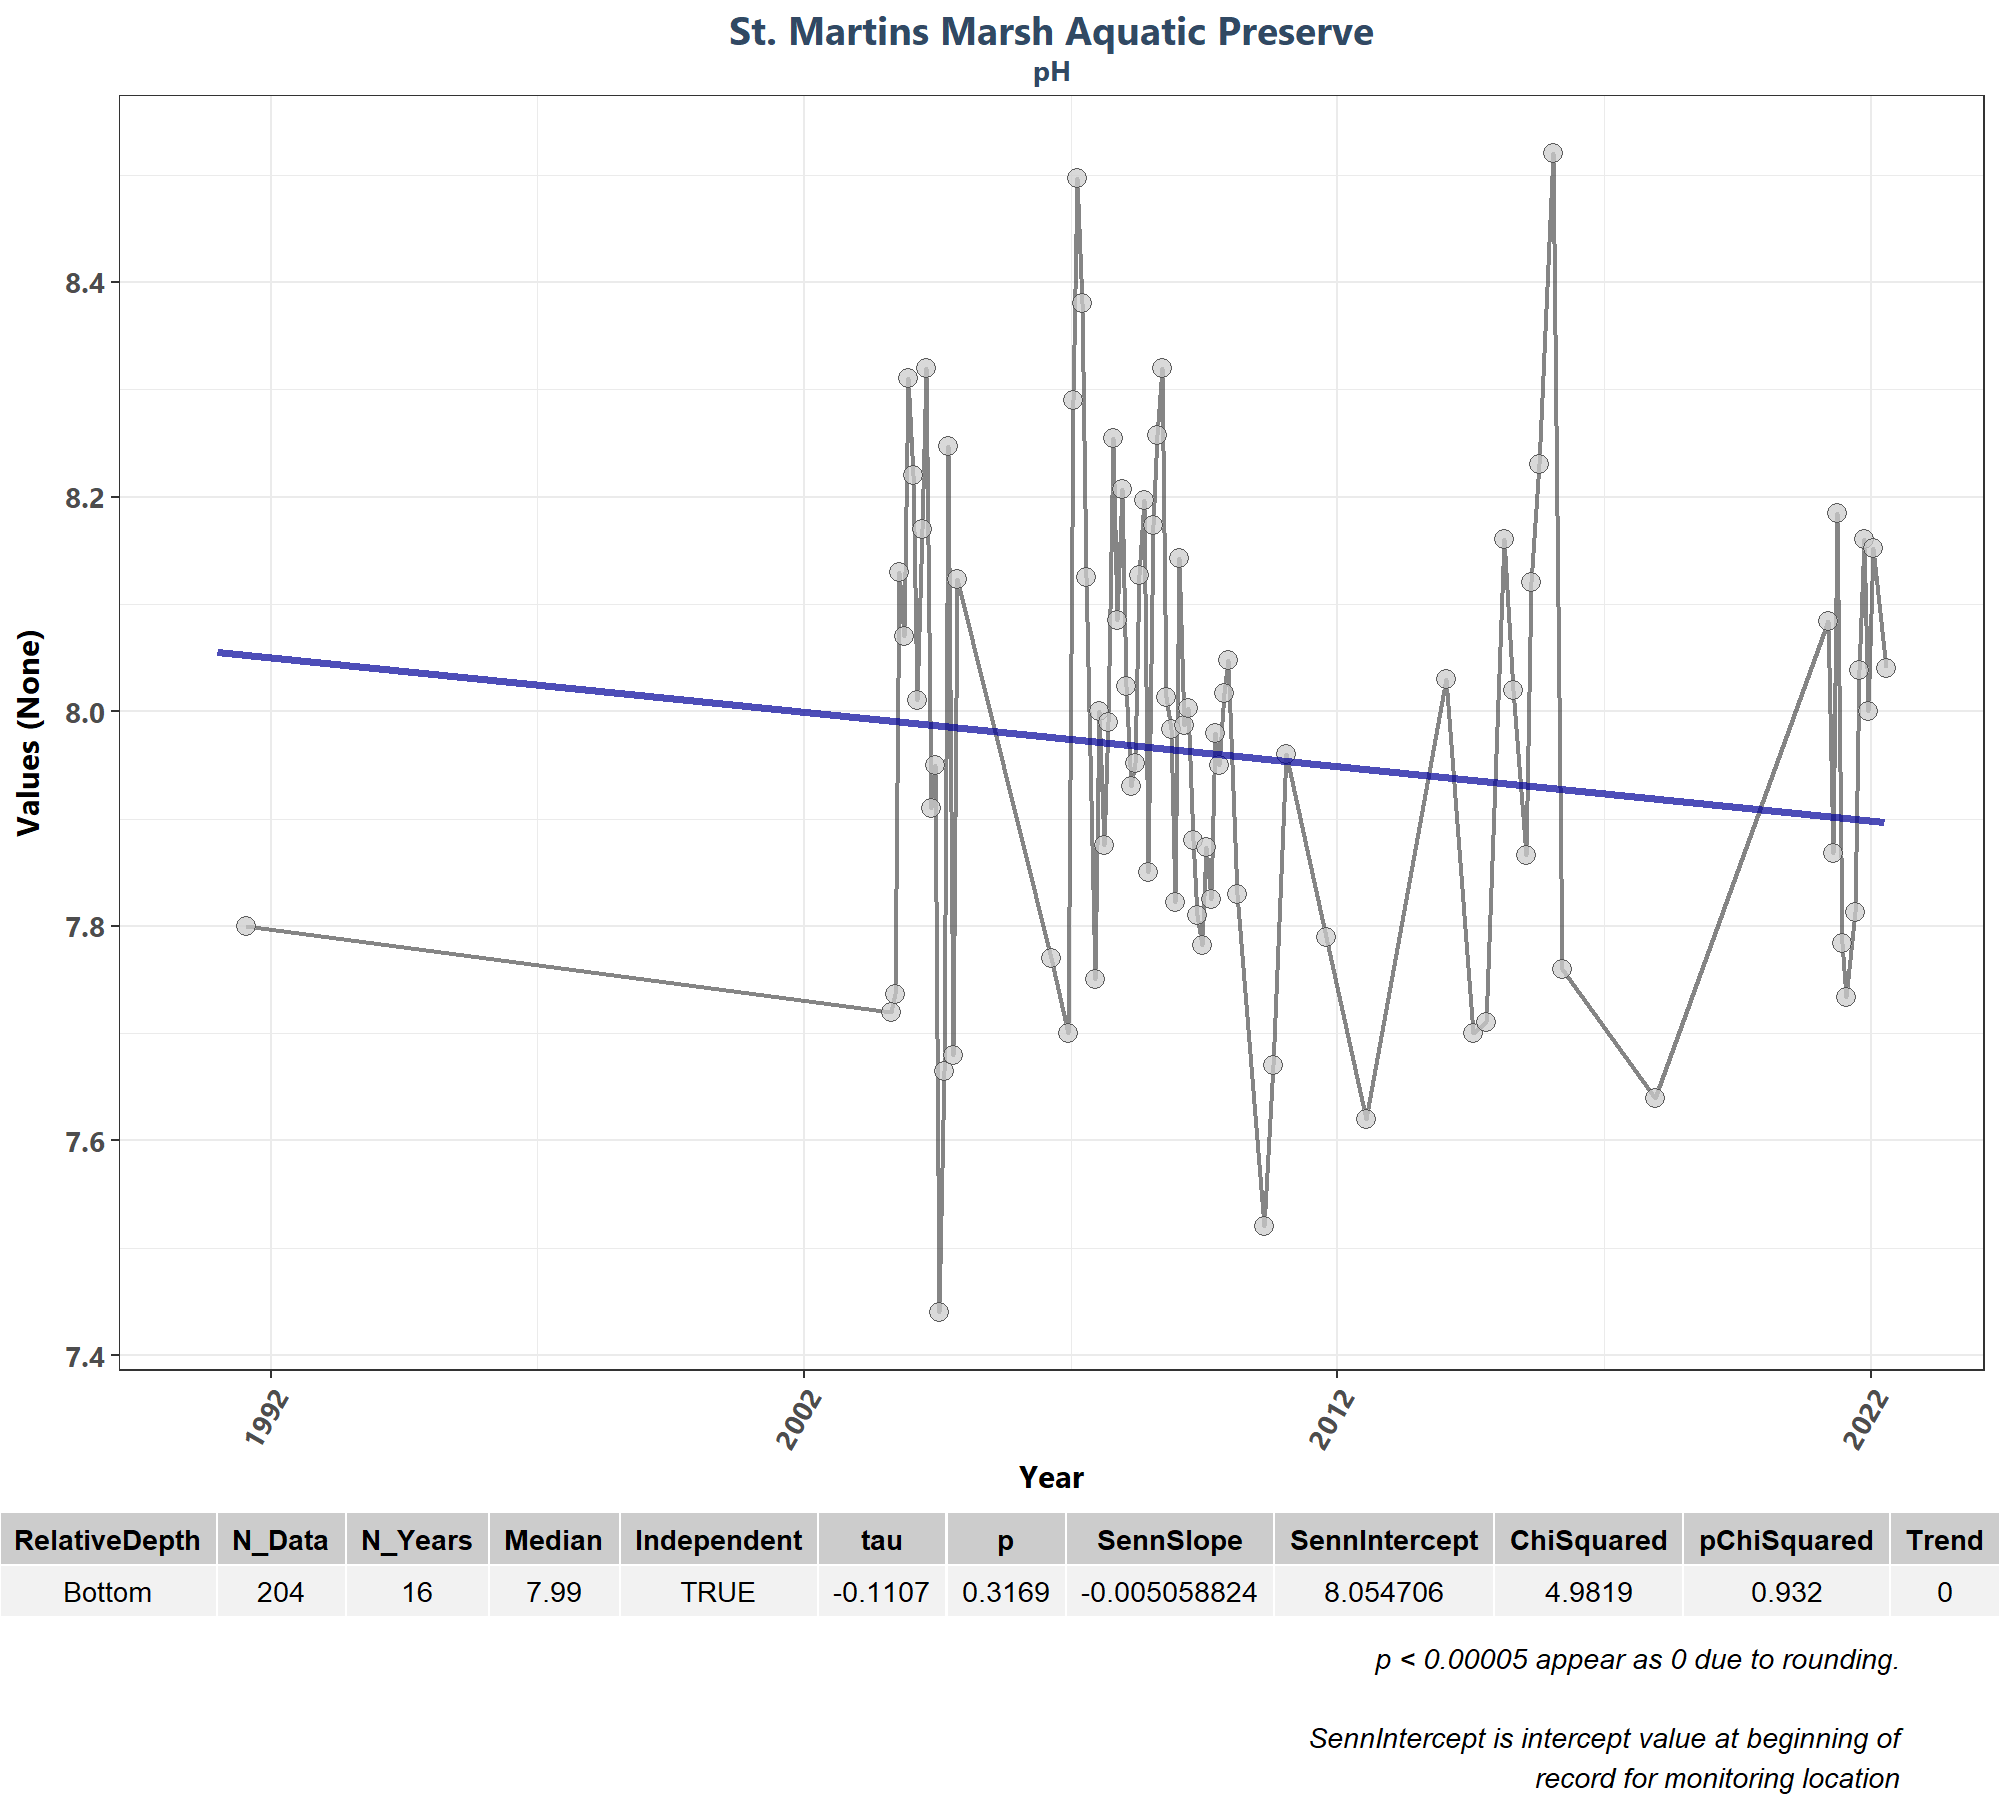 St. Martins Marsh Aquatic Preserve
pH
Values (None)
8.4
8.2
8.0
7.8
7.6
7.4
1992
2002
2012
2022
Year
RelativeDepth N_Data N_Years Median Independent tau p SennSlope SennIntercept ChiSquared pChiSquared Trend
Bottom 204 16 7.99 TRUE -0.1107 0.3169 -0.005058824 8.054706 4.9819 0.932 0
p < 0.00005 appear as 0 due to rounding.
SennIntercept is intercept value at beginning of
record for monitoring location